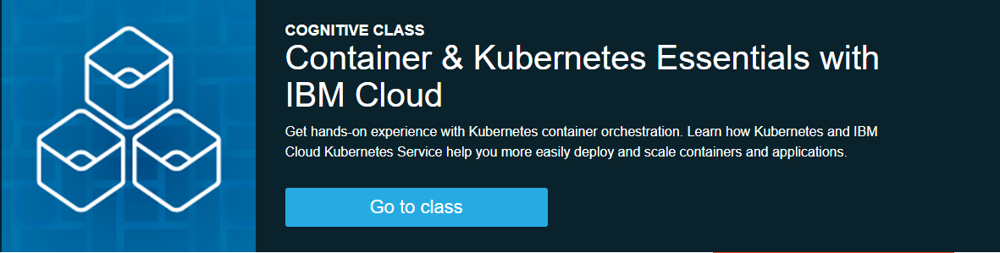 COGNITIVE CLASS
Container & Kubernetes Essentials with
IBM Cloud
Get hands-on experience with Kubernetes container orchestration. Learn how Kubernetes and IBM
Cloud Kubernetes Service help you more easily deploy and scale containers and applications.
Go to class